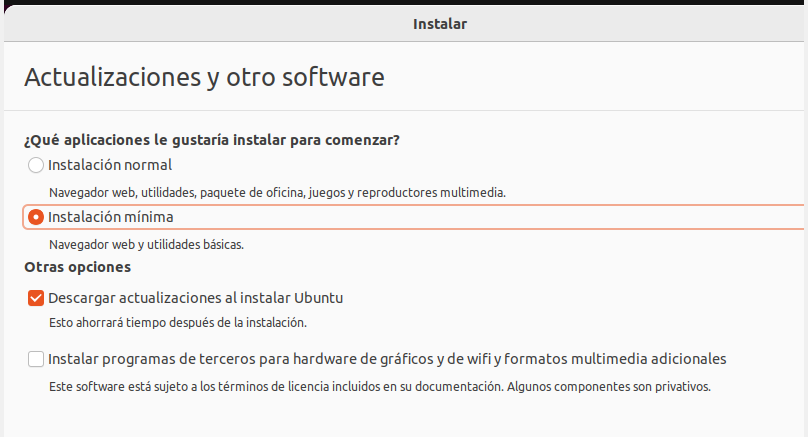 Instalar
Actualizaciones y otro software
¿Qué aplicaciones le gustaría instalar para comenzar?
Instalación normal
Navegador web, utilidades, paquete de oficina, juegos y reproductores multimedia.
Instalación mínima
Navegador web y utilidades básicas.
Otras opciones
Descargar actualizaciones al instalar Ubuntu
Esto ahorrará tiempo después de la instalación.
Instalar programas de terceros para hardware de gráficos y de wifi y formatos multimedia adicionales
Este software está sujeto a los términos de licencia incluidos en su documentación. Algunos componentes son privativos.